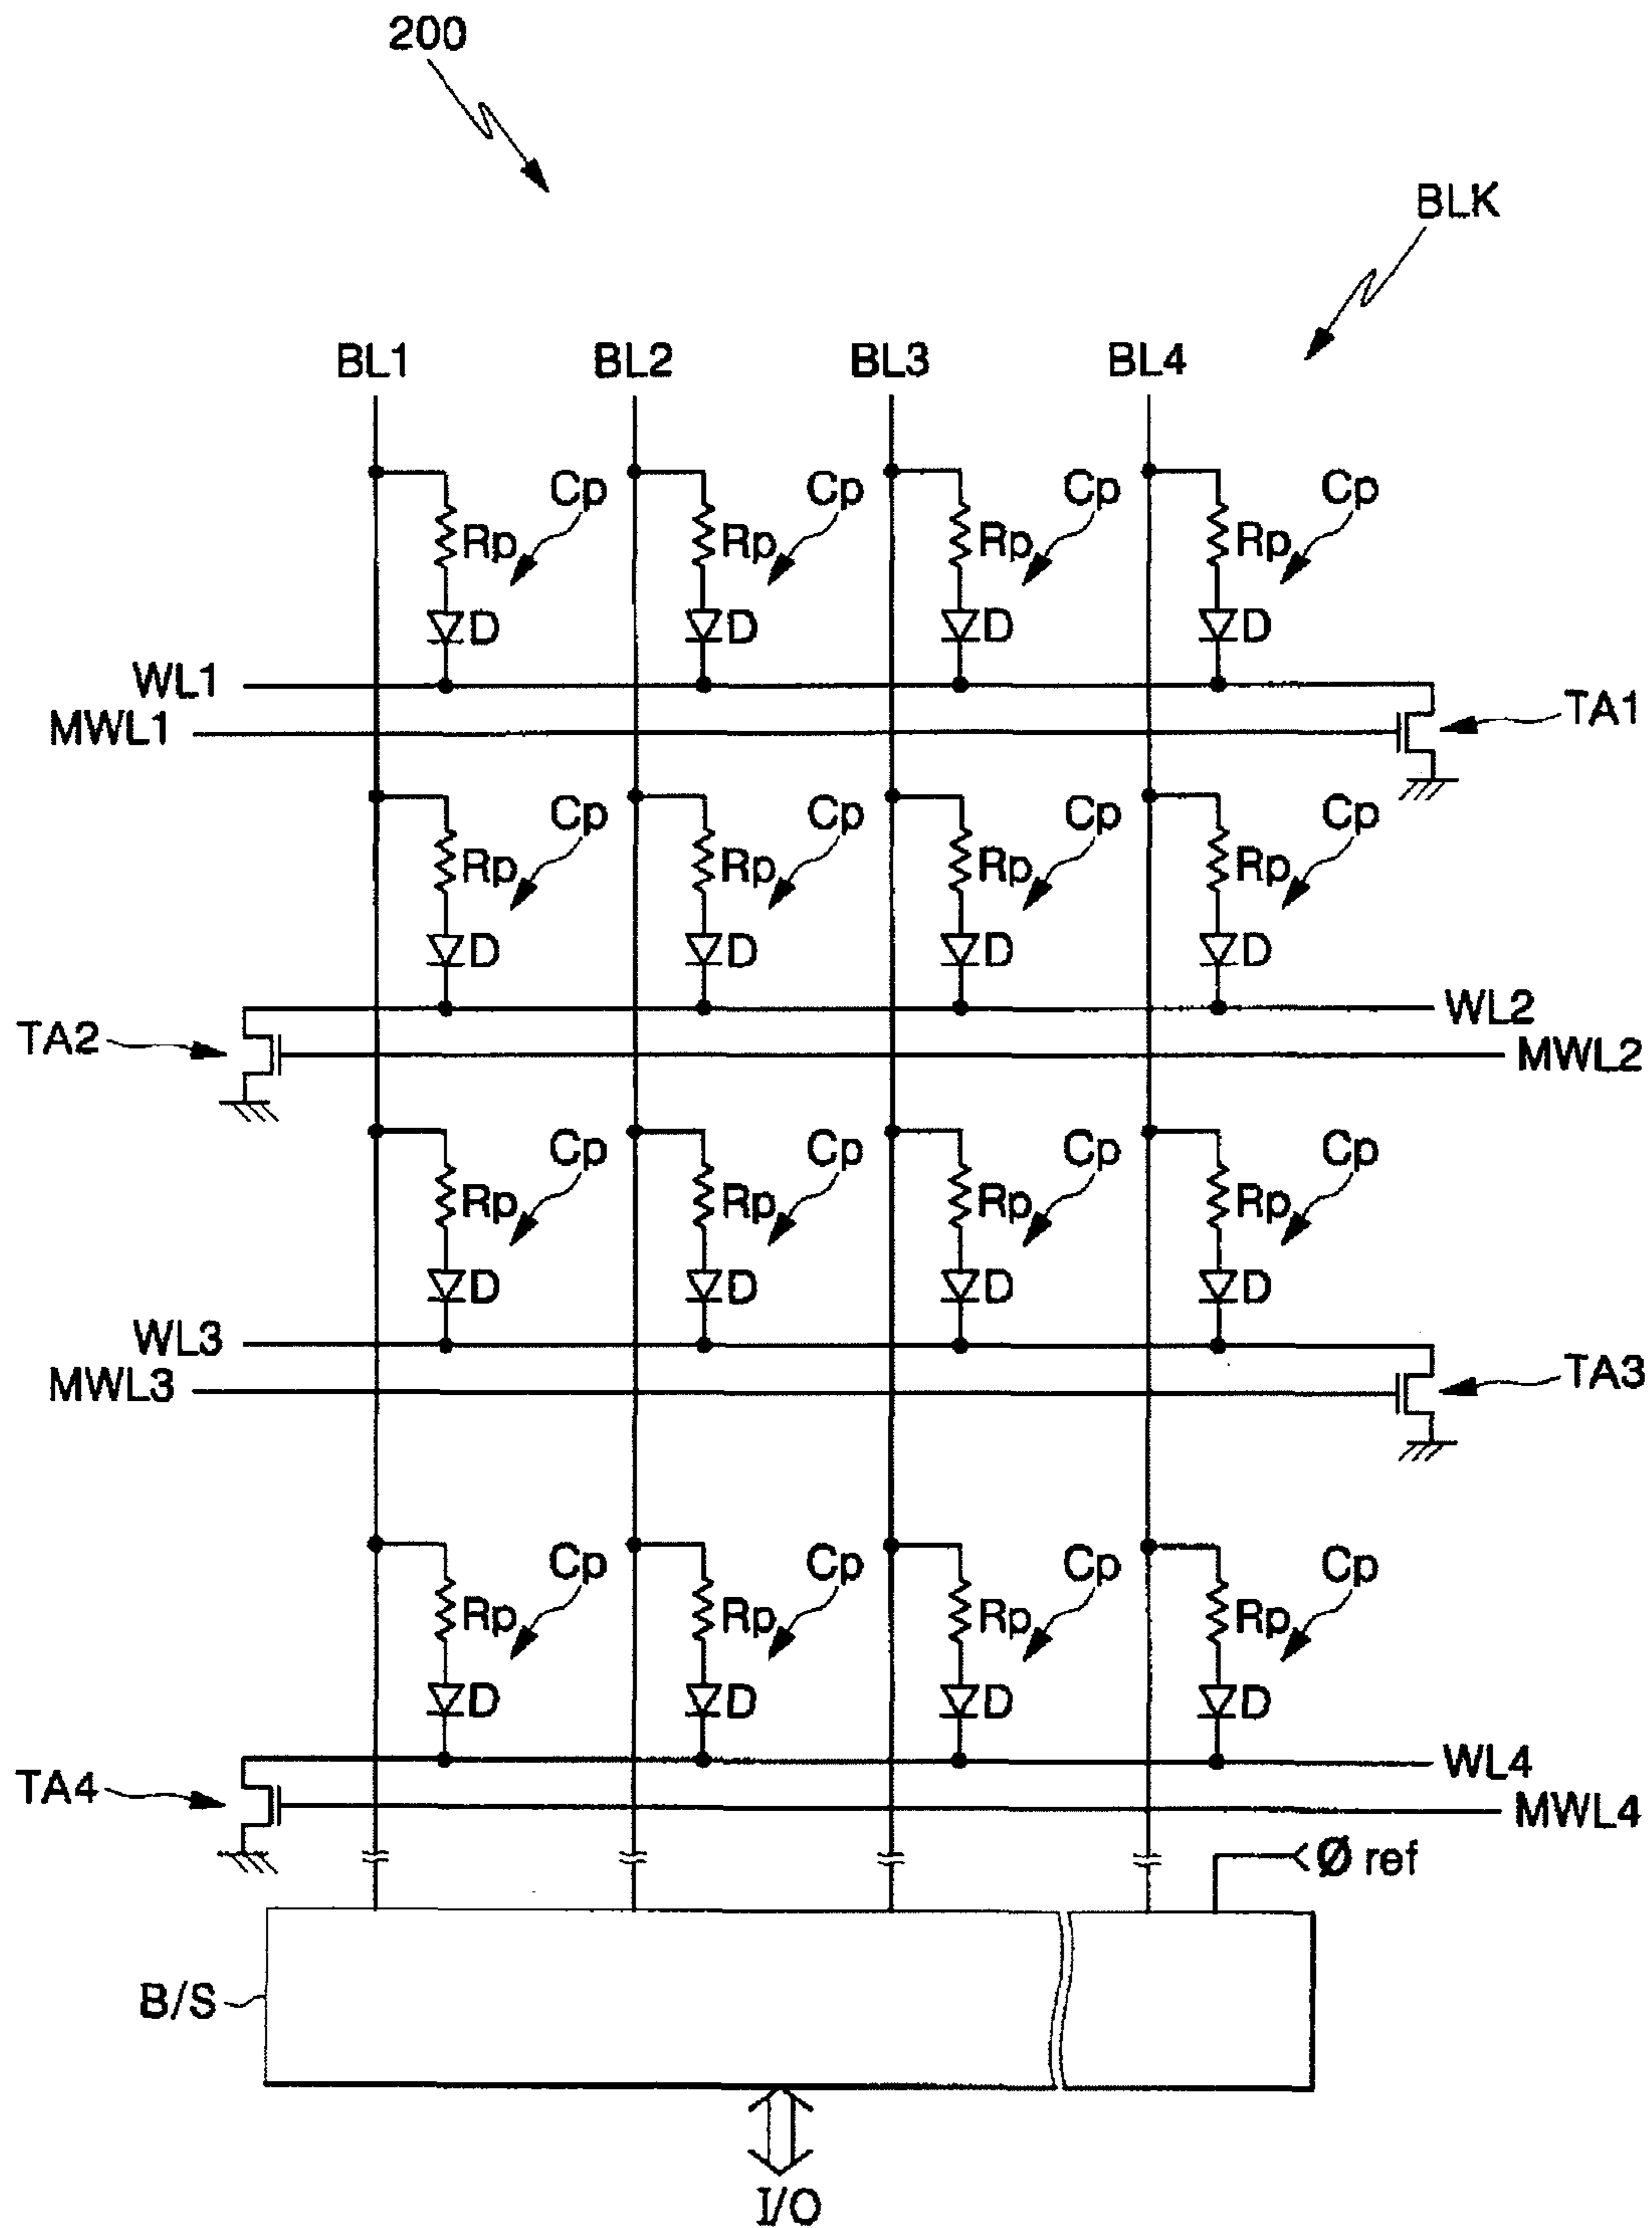 200
BLK
BL1 BL2 BL3 BL4
Cp Cp Cp Cp
Rp Rp Rp Rp
D D D D
WL1
MWL1 TA1
Cp Cp Cp Cp
Rp Rp Rp Rp
D D D D
WL2
TA2 MWL2
Cp Cp Cp Cp
Rp Rp Rp Rp
D D D D
WL3
MWL3 TA3
Cp Cp Cp Cp
Rp Rp Rp Rp
D D D D
WL4
TA4 MWL4
Ø ref
B/S
I/O